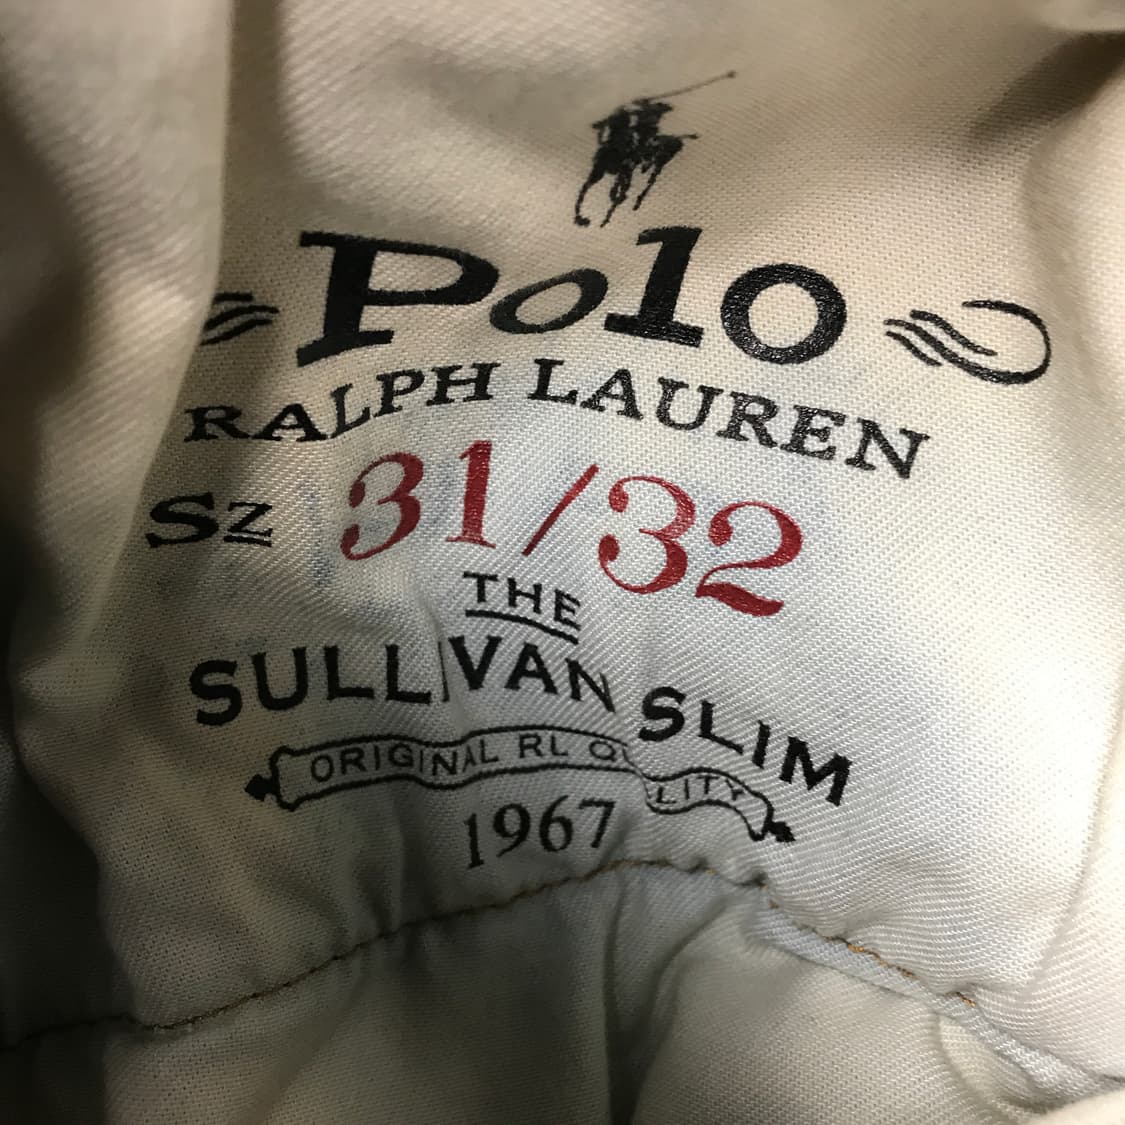 Polo
RALPH LAUREN
Sz 31/32
THE
SULLIVAN SLIM
ORIGINAL RL QUALITY
1967